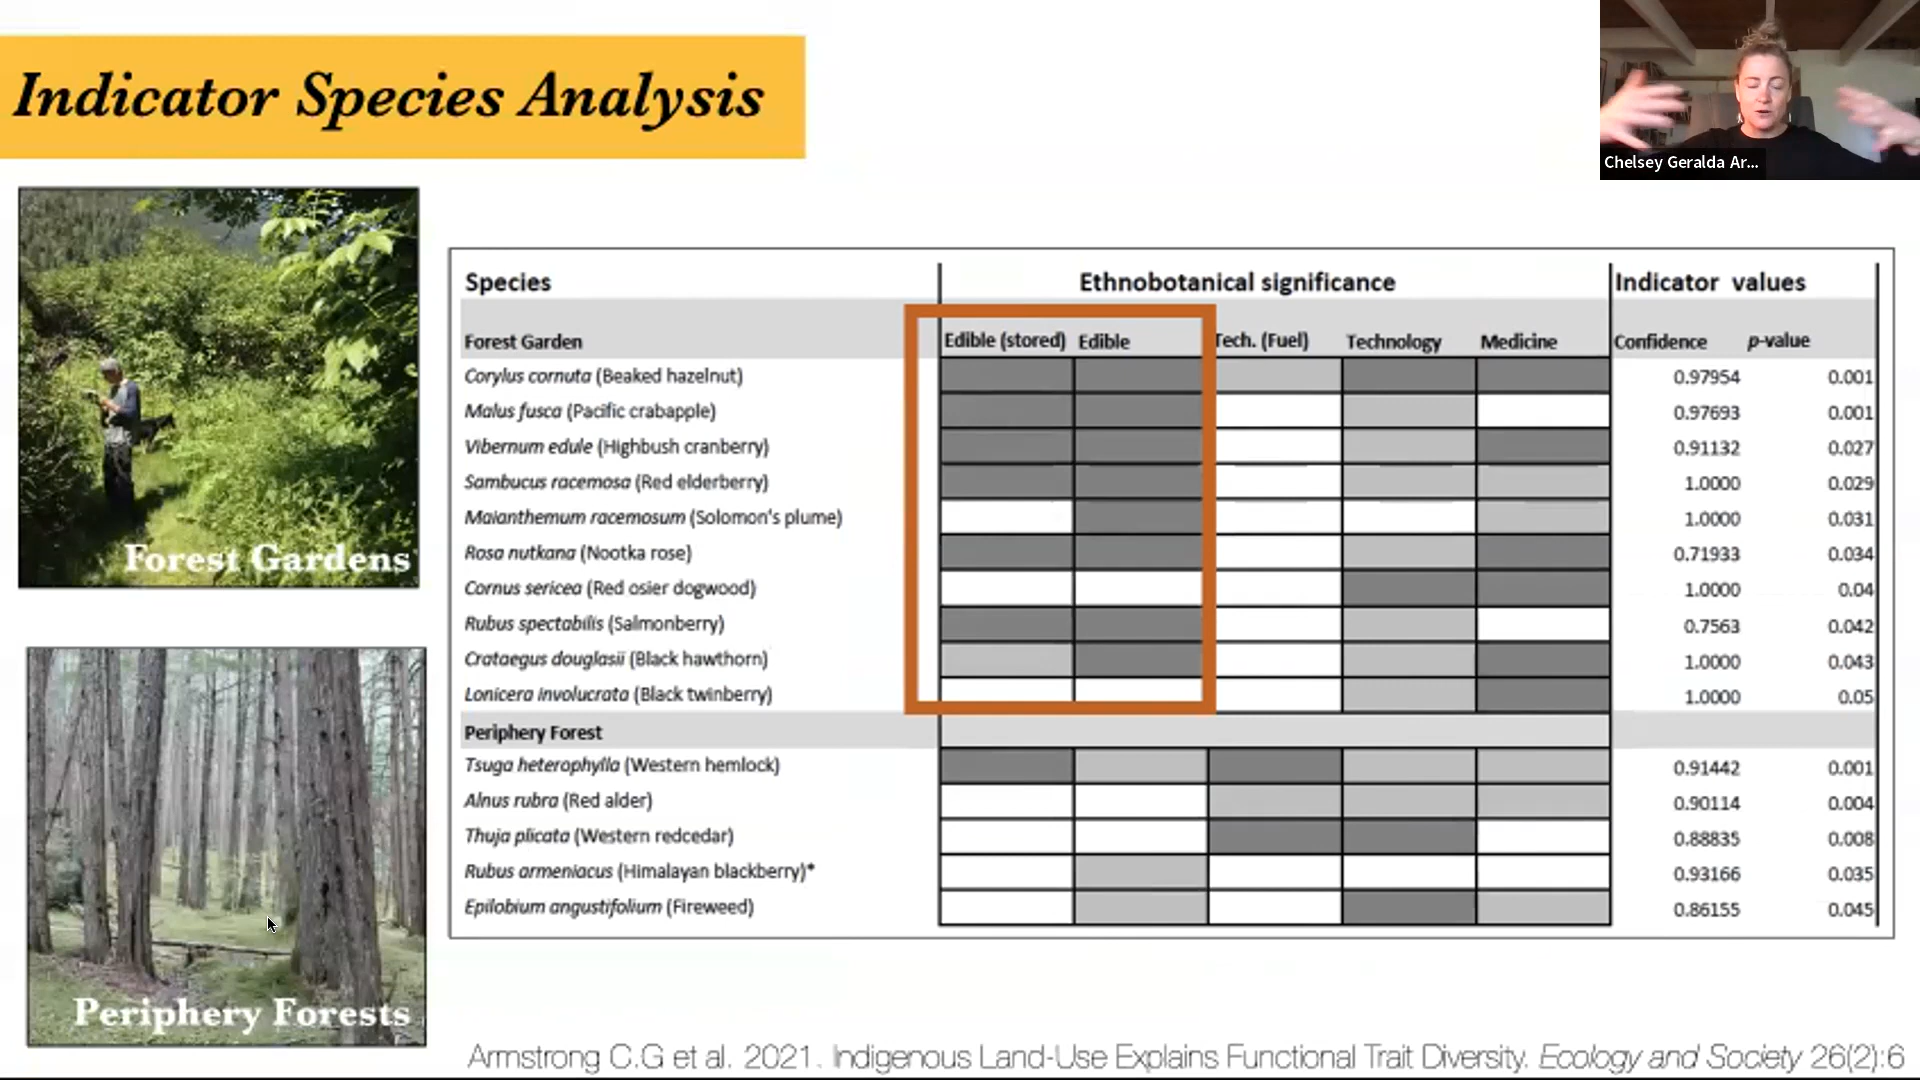 Indicator Species Analysis
Chelsey Geralda Ar...
Forest Gardens
Periphery Forests
Species Ethnobotanical significance Indicator values
Forest Garden Edible (stored) Edible Tech. (Fuel) Technology Medicine Confidence p-value
Corylus cornuta (Beaked hazelnut) 0.97954 0.001
Malus fusca (Pacific crabapple) 0.97693 0.001
Vibernum edule (Highbush cranberry) 0.91132 0.027
Sambucus racemosa (Red elderberry) 1.0000 0.029
Maianthemum racemosum (Solomon's plume) 1.0000 0.031
Rosa nutkana (Nootka rose) 0.71933 0.034
Cornus sericea (Red osier dogwood) 1.0000 0.04
Rubus spectabilis (Salmonberry) 0.7563 0.042
Crataegus douglasii (Black hawthorn) 1.0000 0.043
Lonicera involucrata (Black twinberry) 1.0000 0.05
Periphery Forest
Tsuga heterophylla (Western hemlock) 0.91442 0.001
Alnus rubra (Red alder) 0.90114 0.004
Thuja plicata (Western redcedar) 0.88835 0.008
Rubus armeniacus (Himalayan blackberry)* 0.93166 0.035
Epilobium angustifolium (Fireweed) 0.86155 0.045
Armstrong C.G et al. 2021. Indigenous Land-Use Explains Functional Trait Diversity. Ecology and Society 26(2):6